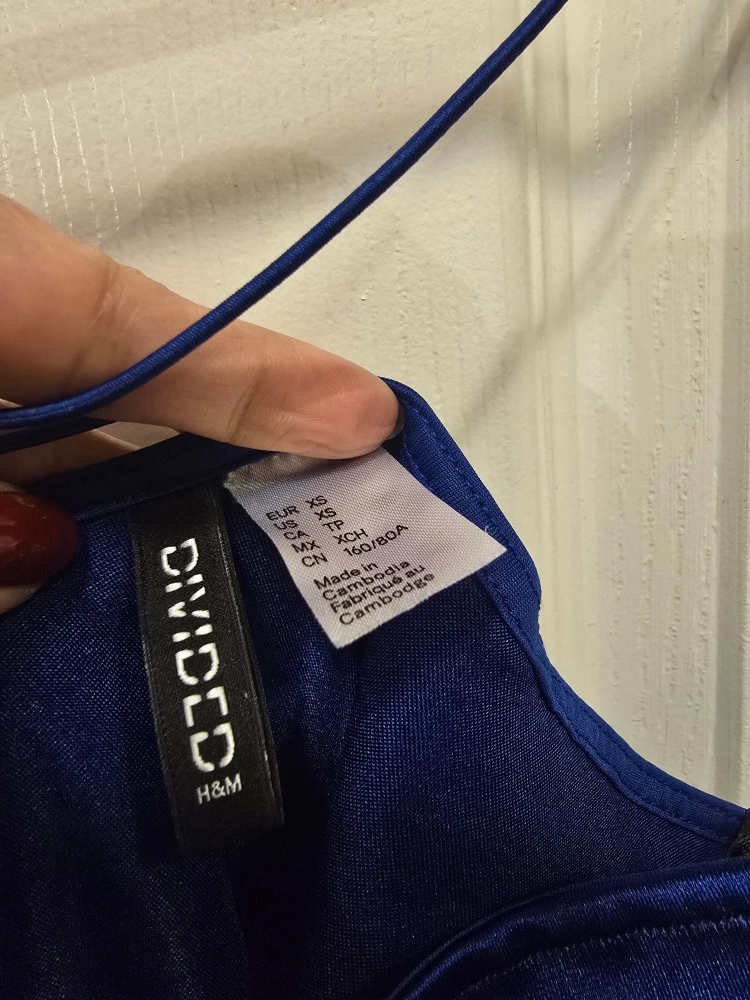 EUR XS
US XS
CA TP
MX XCH
CN 160/80A
Made in
Cambodia
Fabriqué au
Cambodge
DIVIDED
H&M